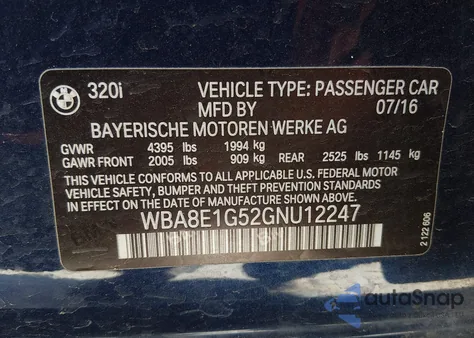 BMW
320i VEHICLE TYPE: PASSENGER CAR
MFD BY 07/16
BAYERISCHE MOTOREN WERKE AG
GVWR 4395 lbs 1994 kg
GAWR FRONT 2005 lbs 909 kg REAR 2525 lbs 1145 kg
THIS VEHICLE CONFORMS TO ALL APPLICABLE U.S. FEDERAL MOTOR
VEHICLE SAFETY, BUMPER AND THEFT PREVENTION STANDARDS
IN EFFECT ON THE DATE OF MANUFACTURE SHOWN ABOVE.
WBA8E1G52GNU12247
2 122 606
autoSnap